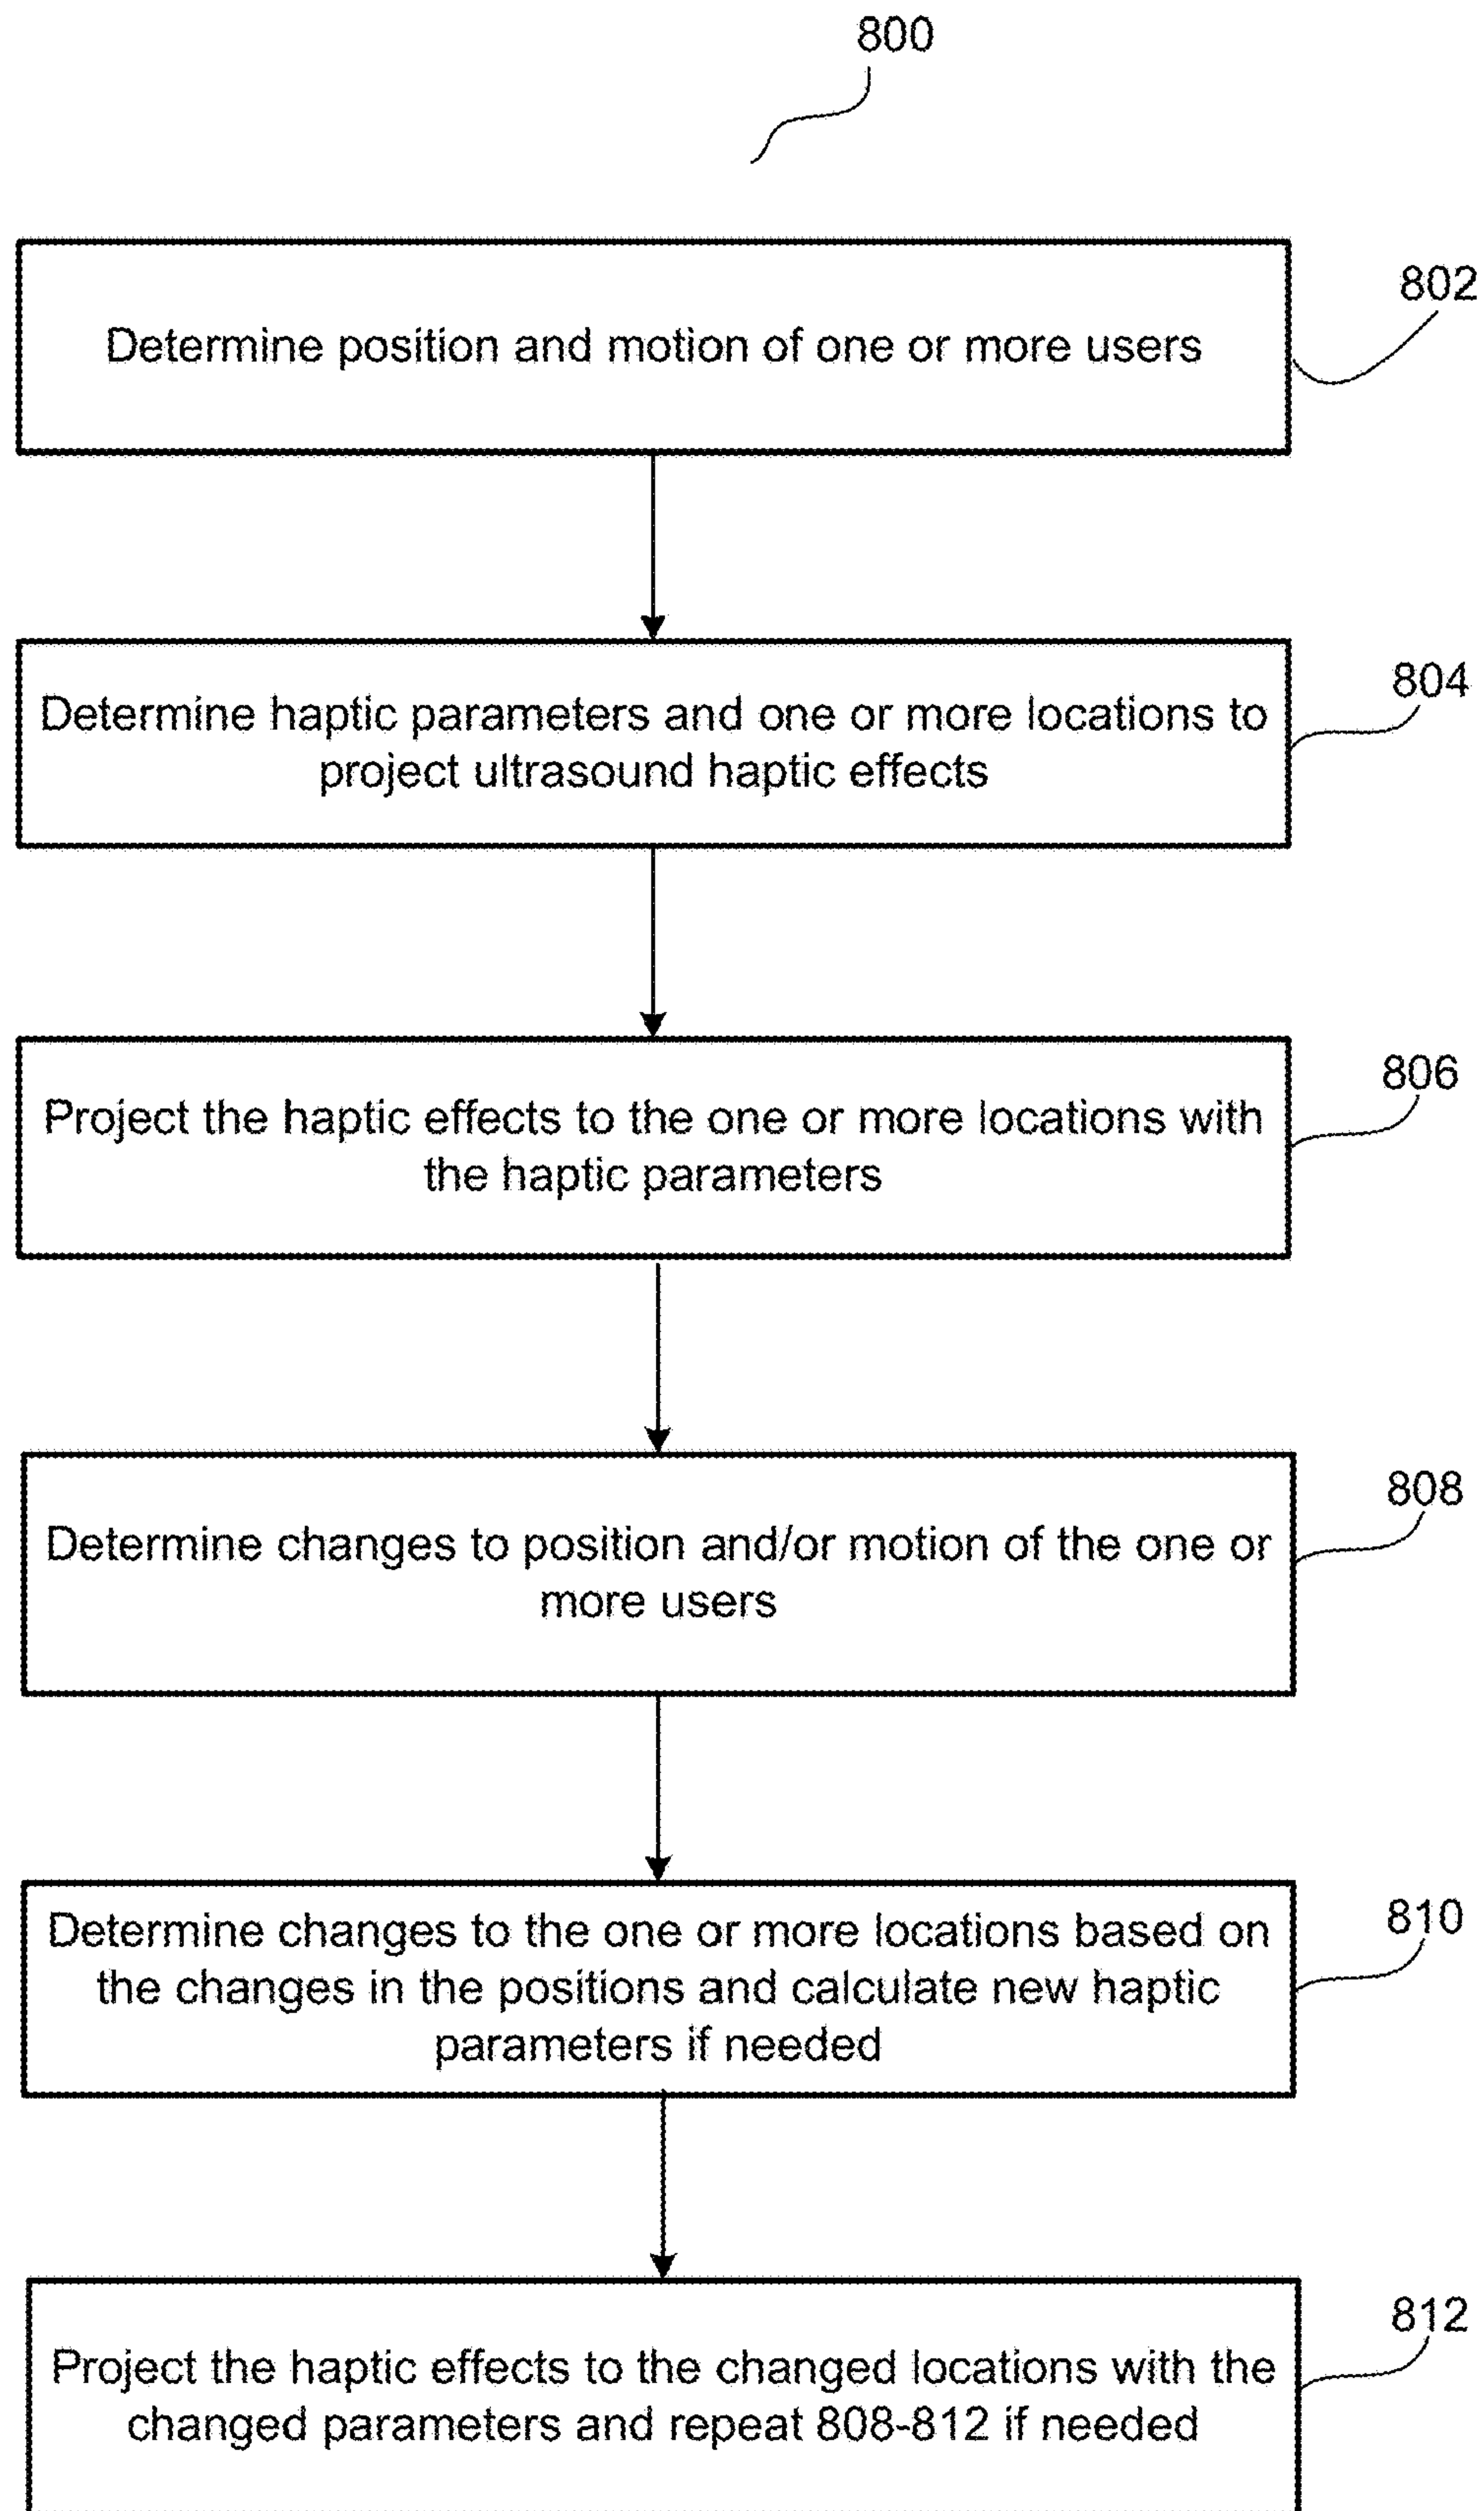 800
802
Determine position and motion of one or more users
804
Determine haptic parameters and one or more locations to
project ultrasound haptic effects
806
Project the haptic effects to the one or more locations with
the haptic parameters
808
Determine changes to position and/or motion of the one or
more users
810
Determine changes to the one or more locations based on
the changes in the positions and calculate new haptic
parameters if needed
812
Project the haptic effects to the changed locations with the
changed parameters and repeat 808-812 if needed